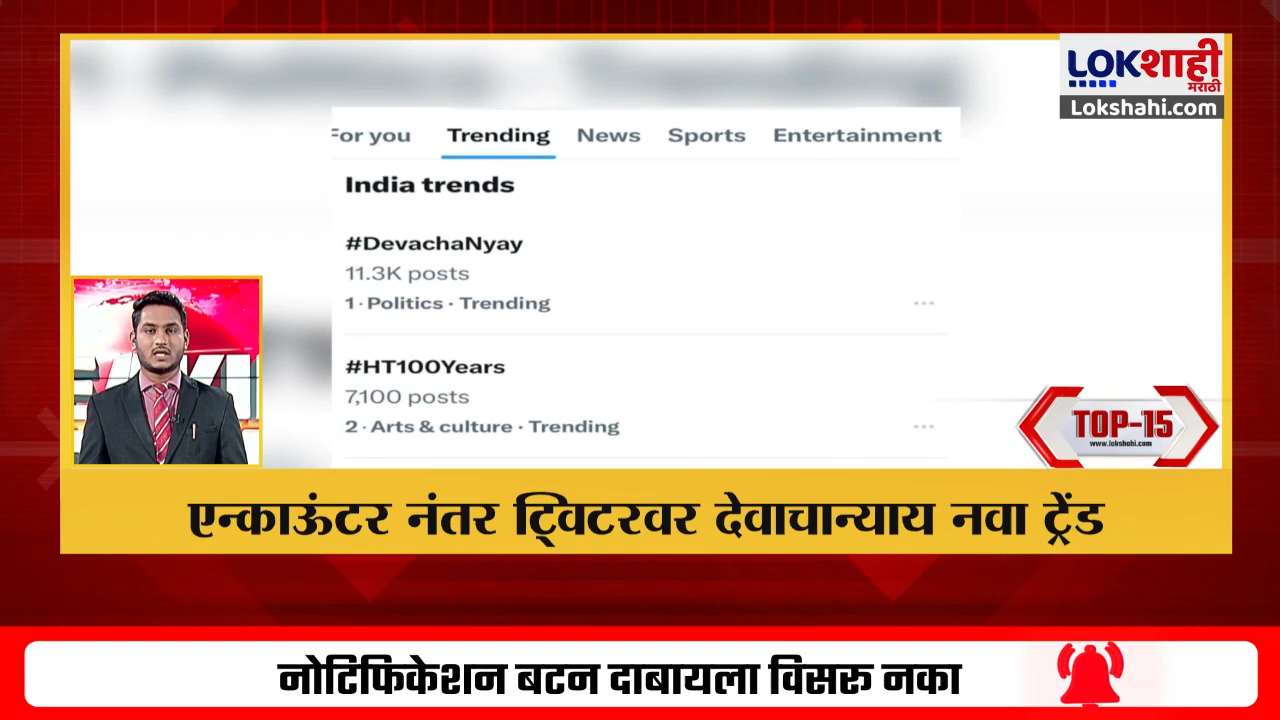 LOKशाही
मराठी
Lokshahi.com
For you Trending News Sports Entertainment
India trends
#DevachaNyay
11.3K posts
1 · Politics · Trending
#HT100Years
7,100 posts
2 · Arts & culture · Trending
TOP-15
www.lokshahi.com
एन्काऊंटर नंतर ट्विटरवर देवाचान्याय नवा ट्रेंड
नोटिफिकेशन बटन दाबायला विसरू नका